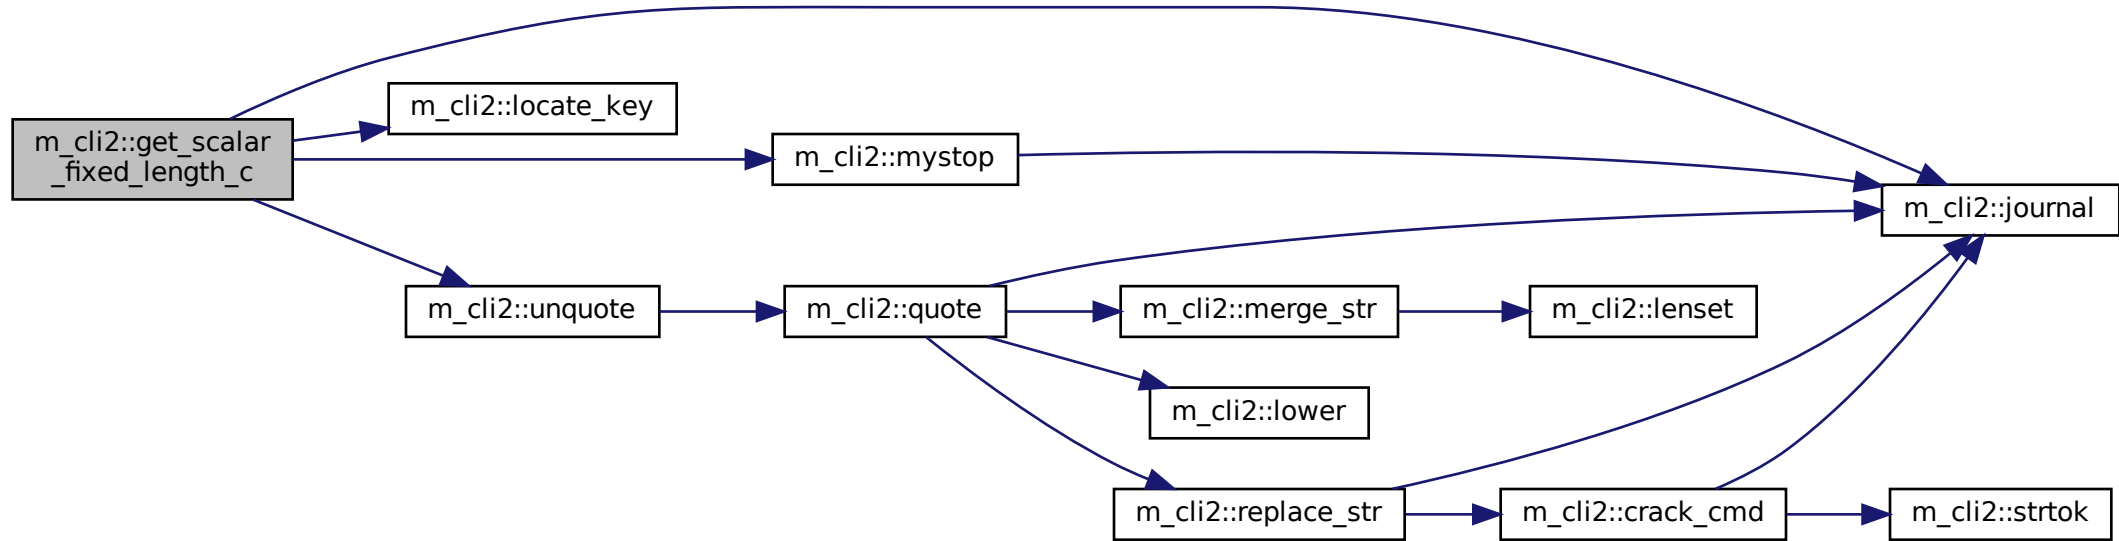 m_cli2::get_scalar
_fixed_length_c
m_cli2::locate_key
m_cli2::mystop
m_cli2::journal
m_cli2::unquote
m_cli2::quote
m_cli2::merge_str
m_cli2::lenset
m_cli2::lower
m_cli2::replace_str
m_cli2::crack_cmd
m_cli2::strtok